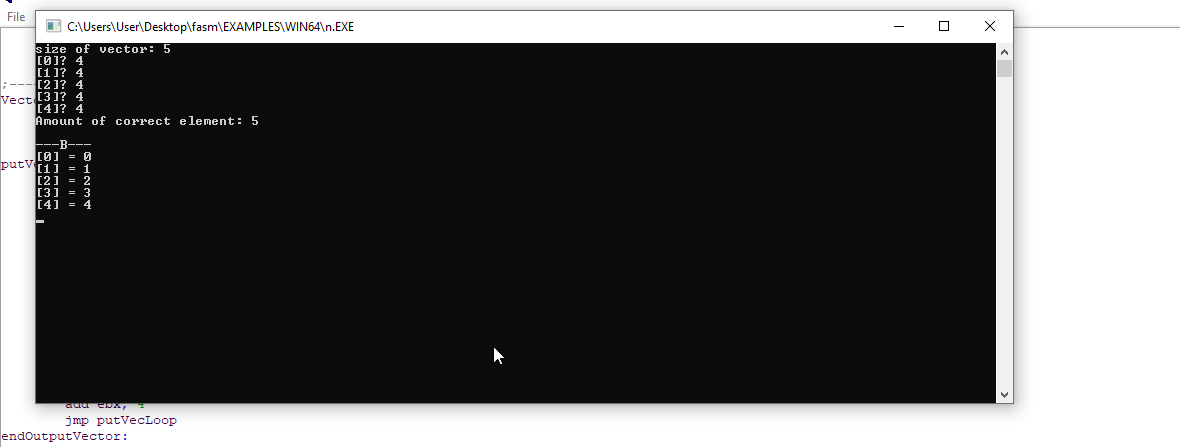 File
C:\Users\User\Desktop\fasm\EXAMPLES\WIN64\n.EXE
size of vector: 5
[0]? 4
[1]? 4
;---
[2]? 4
Vect
[3]? 4
[4]? 4
Amount of correct element: 5
---B---
[0] = 0
putVe
[1] = 1
[2] = 2
[3] = 3
[4] = 4
add ebx, 4
jmp putVecLoop
endOutputVector: